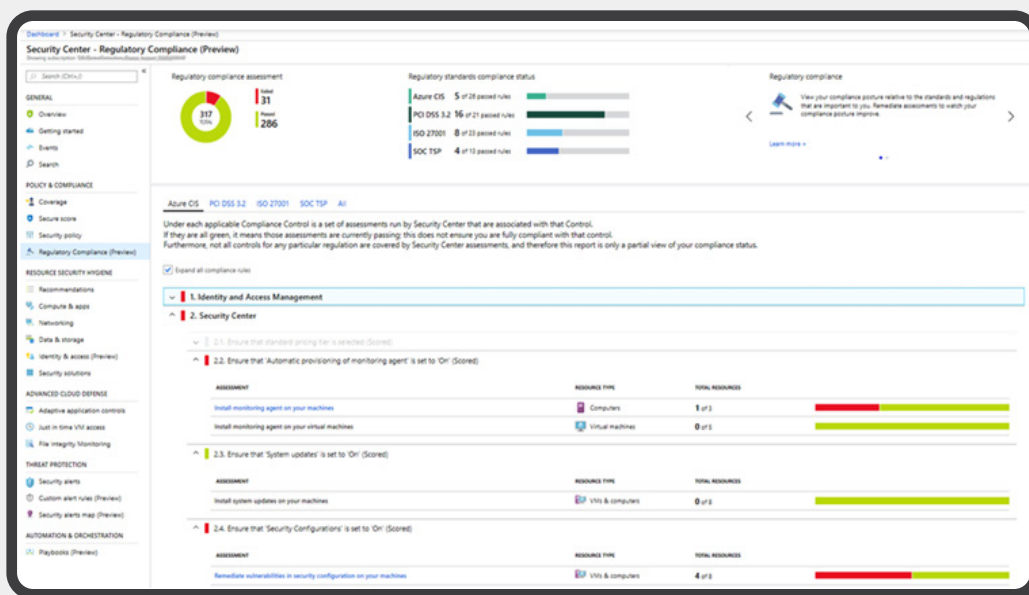 Dashboard > Security Center - Regulatory Compliance (Preview)
Security Center - Regulatory Compliance (Preview)
Showing subscription
Search (Ctrl+/)
GENERAL
Overview
Getting started
Events
Search
POLICY & COMPLIANCE
Coverage
Secure score
Security policy
Regulatory Compliance (Preview)
RESOURCE SECURITY HYGIENE
Recommendations
Compute & apps
Networking
Data & storage
Identity & access (Preview)
Security solutions
ADVANCED CLOUD DEFENSE
Adaptive application controls
Just in time VM access
File Integrity Monitoring
THREAT PROTECTION
Security alerts
Custom alert rules (Preview)
Security alerts map (Preview)
AUTOMATION & ORCHESTRATION
Playbooks (Preview)
Regulatory compliance assessment
317
TOTAL
Failed
31
Passed
286
Regulatory standards compliance status
Azure CIS 5 of 28 passed rules
PCI DSS 3.2 16 of 21 passed rules
ISO 27001 8 of 23 passed rules
SOC TSP 4 of 13 passed rules
Regulatory compliance
View your compliance posture relative to the standards and regulations
that are important to you. Remediate assessments to watch your
compliance posture improve.
Learn more >
Azure CIS PCI DSS 3.2 ISO 27001 SOC TSP All
Under each applicable Compliance Control is a set of assessments run by Security Center that are associated with that Control.
If they are all green, it means those assessments are currently passing; this does not ensure you are fully compliant with that control.
Furthermore, not all controls for any particular regulation are covered by Security Center assessments, and therefore this report is only a partial view of your compliance status.
Expand all compliance rules
1. Identity and Access Management
2. Security Center
2.1. Ensure that standard pricing tier is selected (Scored)
2.2. Ensure that 'Automatic provisioning of monitoring agent' is set to 'On' (Scored)
ASSESSMENT RESOURCE TYPE TOTAL RESOURCES
Install monitoring agent on your machines Computers 1 of 3
Install monitoring agent on your virtual machines Virtual machines 0 of 5
2.3. Ensure that 'System updates' is set to 'On' (Scored)
ASSESSMENT RESOURCE TYPE TOTAL RESOURCES
Install system updates on your machines VMs & computers 0 of 8
2.4. Ensure that 'Security Configurations' is set to 'On' (Scored)
ASSESSMENT RESOURCE TYPE TOTAL RESOURCES
Remediate vulnerabilities in security configuration on your machines VMs & computers 4 of 8